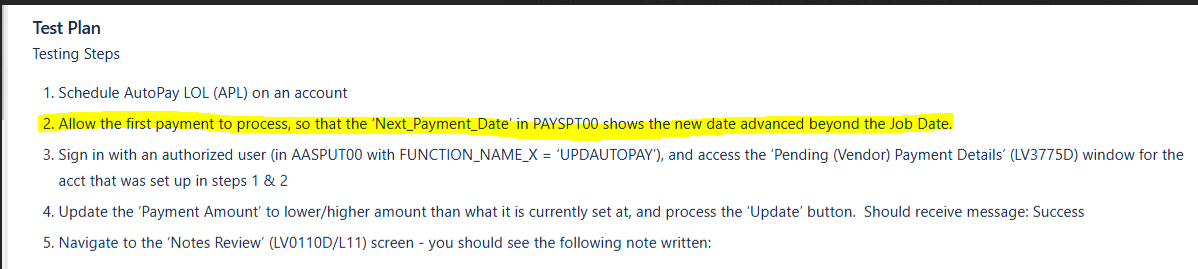 Test Plan
Testing Steps
1. Schedule AutoPay LOL (APL) on an account
2. Allow the first payment to process, so that the ‘Next_Payment_Date’ in PAYSPT00 shows the new date advanced beyond the Job Date.
3. Sign in with an authorized user (in AASPUT00 with FUNCTION_NAME_X = ‘UPDAUTOPAY’), and access the ‘Pending (Vendor) Payment Details’ (LV3775D) window for the
acct that was set up in steps 1 & 2
4. Update the ‘Payment Amount’ to lower/higher amount than what it is currently set at, and process the ‘Update’ button.  Should receive message: Success
5. Navigate to the ‘Notes Review’ (LV0110D/L11) screen - you should see the following note written: